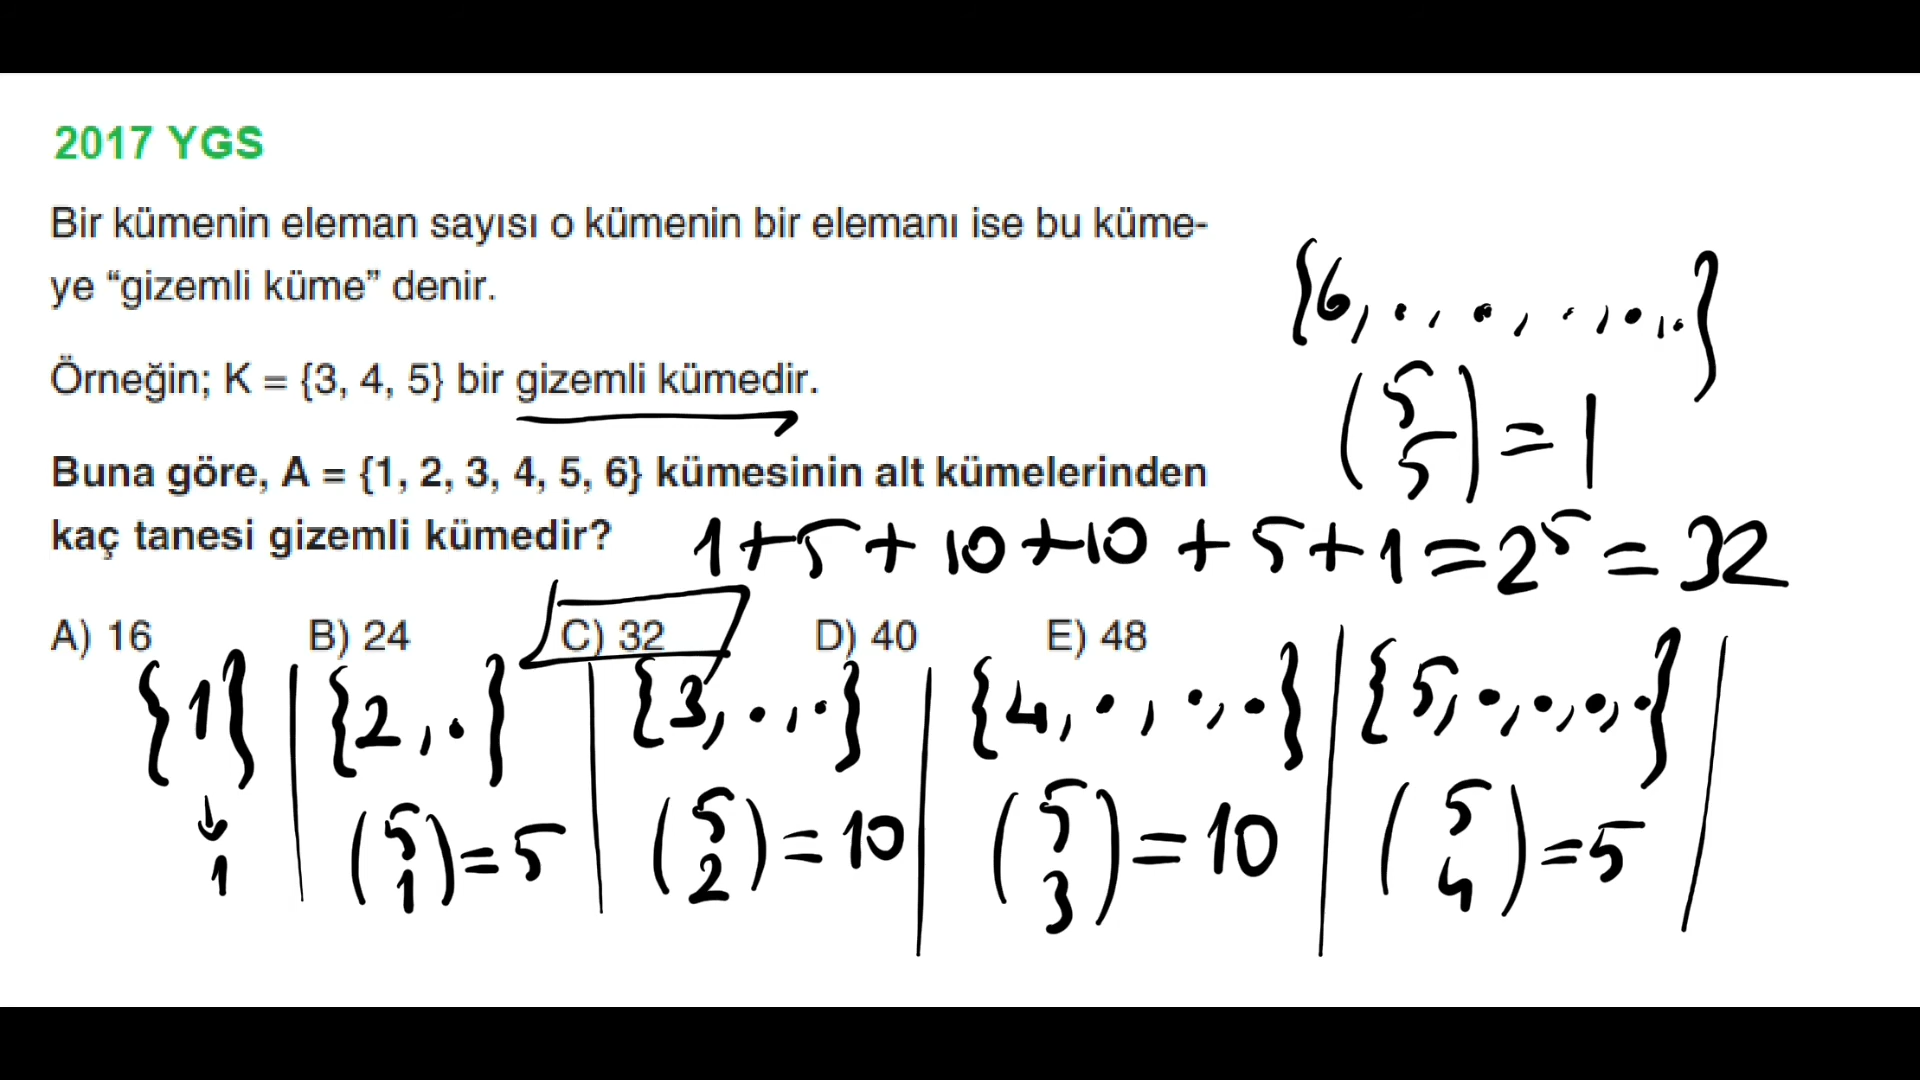 2017 YGS
Bir kümenin eleman sayısı o kümenin bir elemanı ise bu küme-
ye “gizemli küme” denir.
{6, ., ., ., ., .}
Örneğin; K = {3, 4, 5} bir gizemli kümedir.
(5 5) = 1
Buna göre, A = {1, 2, 3, 4, 5, 6} kümesinin alt kümelerinden
kaç tanesi gizemli kümedir?
1+5+10+10+5+1=2⁵=32
A) 16 B) 24 C) 32 D) 40 E) 48
{1} | {2, .} | {3, ., .} | {4, ., ., .} | {5, ., ., ., .} |
↓
1 (5 1) = 5 (5 2) = 10 (5 3) = 10 (5 4) = 5